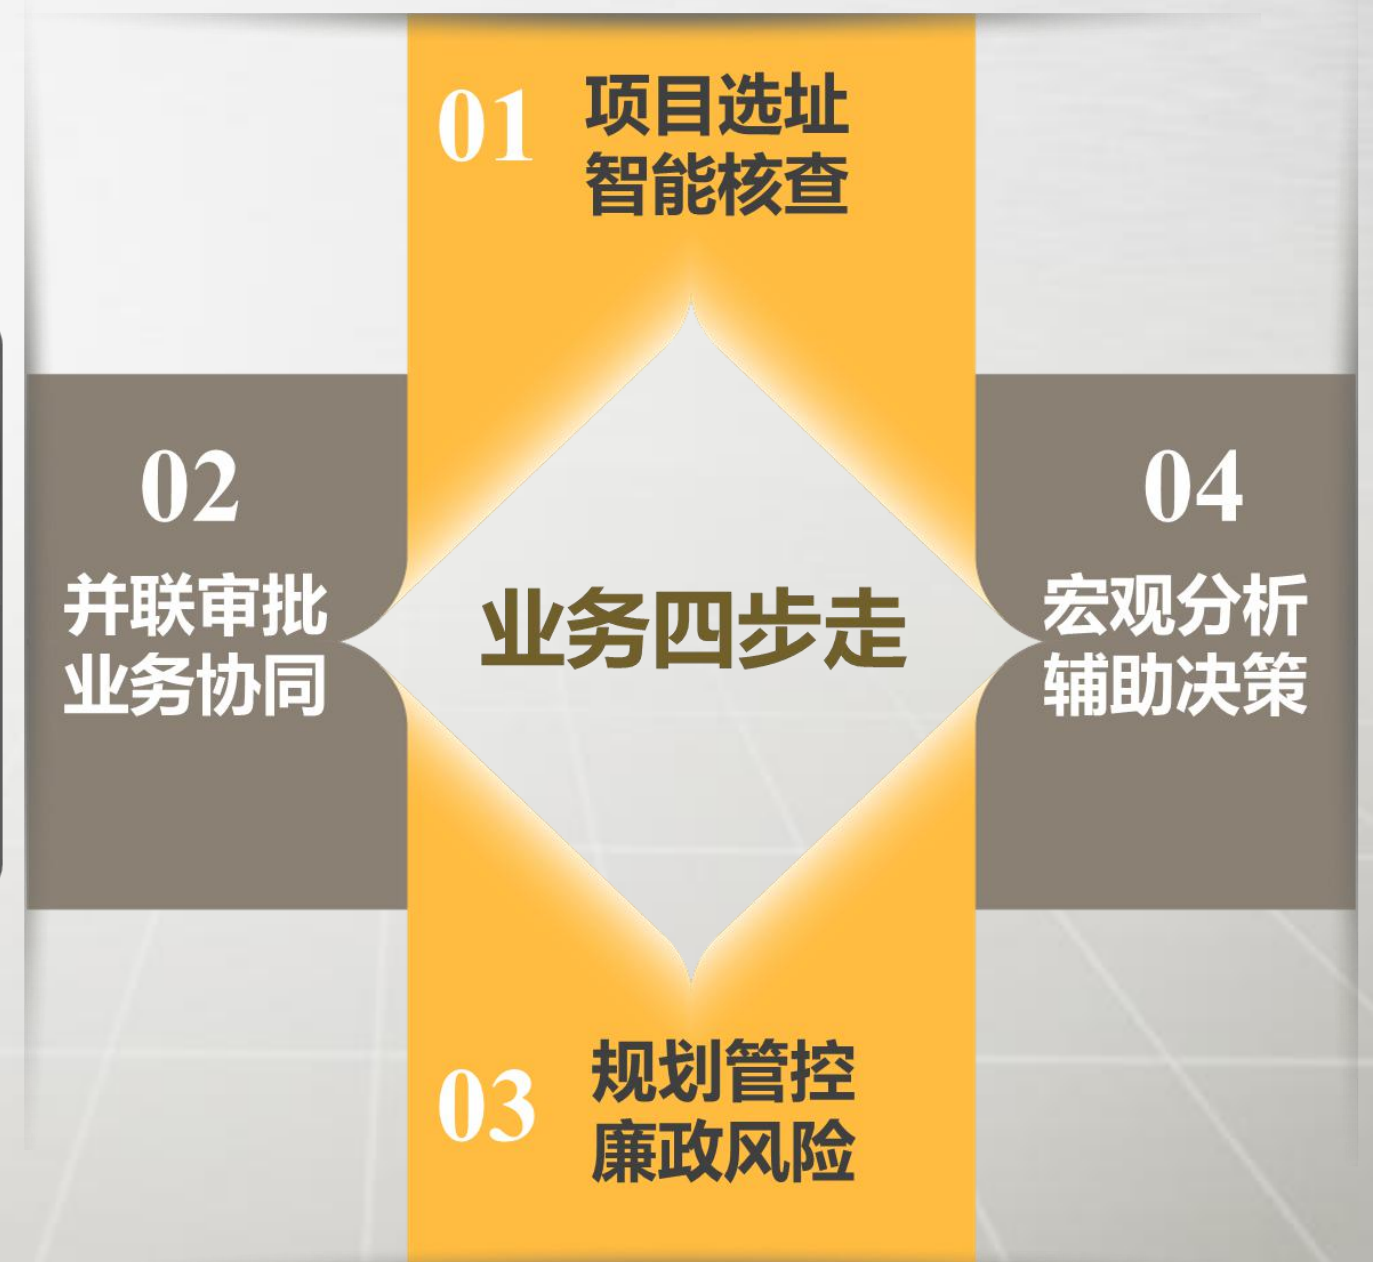 01
项目选址
智能核查
02
并联审批
业务协同
业务四步走
04
宏观分析
辅助决策
03
规划管控
廉政风险